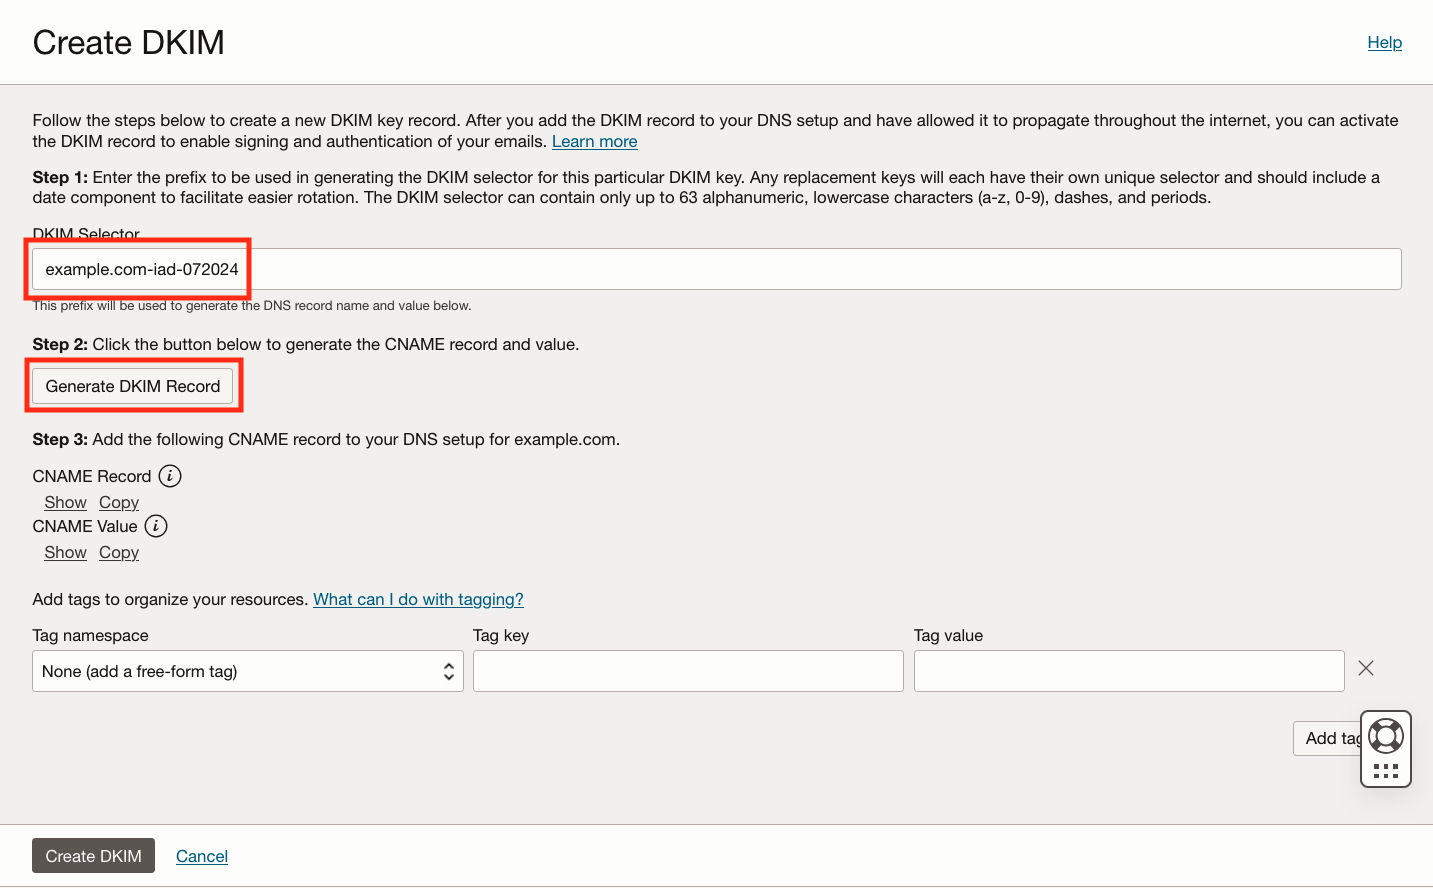 Create DKIM
Help
Follow the steps below to create a new DKIM key record. After you add the DKIM record to your DNS setup and have allowed it to propagate throughout the internet, you can activate
the DKIM record to enable signing and authentication of your emails. Learn more
Step 1: Enter the prefix to be used in generating the DKIM selector for this particular DKIM key. Any replacement keys will each have their own unique selector and should include a
date component to facilitate easier rotation. The DKIM selector can contain only up to 63 alphanumeric, lowercase characters (a-z, 0-9), dashes, and periods.
DKIM Selector
example.com-iad-072024
This prefix will be used to generate the DNS record name and value below.
Step 2: Click the button below to generate the CNAME record and value.
Generate DKIM Record
Step 3: Add the following CNAME record to your DNS setup for example.com.
CNAME Record i
Show Copy
CNAME Value i
Show Copy
Add tags to organize your resources. What can I do with tagging?
Tag namespace Tag key Tag value
None (add a free-form tag)
Add tag
Create DKIM Cancel